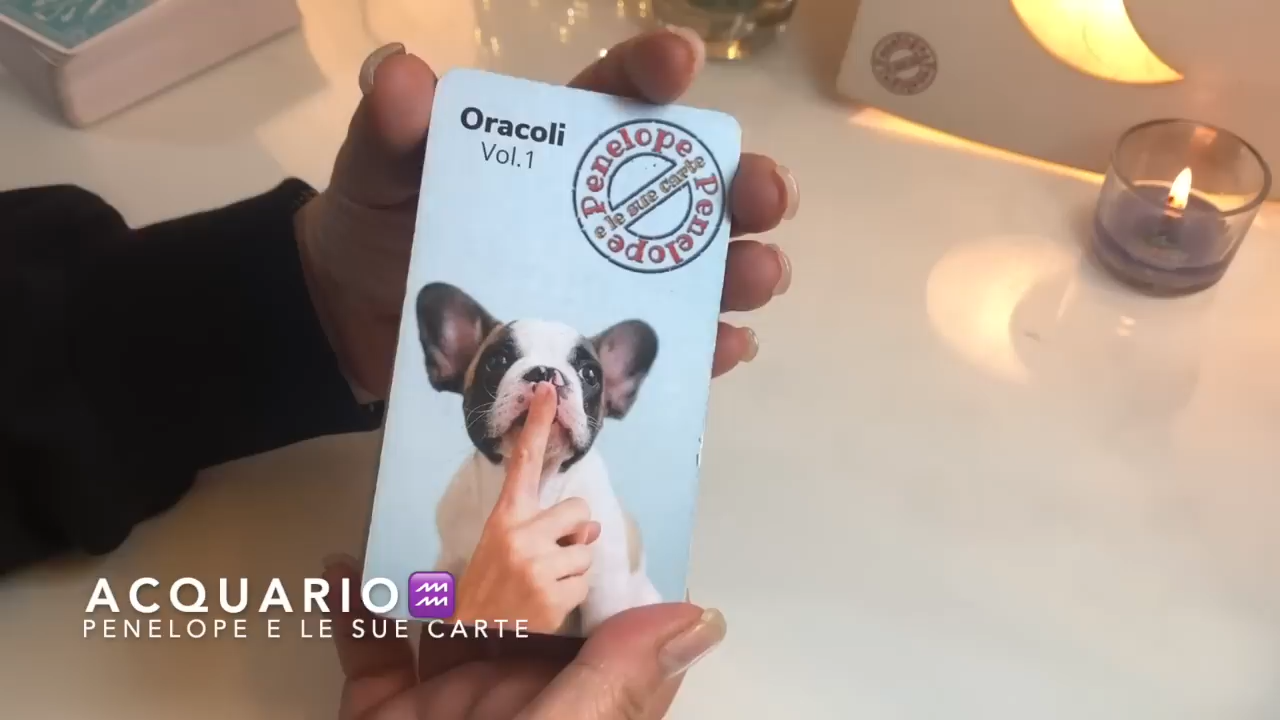 Oracoli
Vol.1
Penelope Penelope
e le sue carte
ACQUARIO♒
PENELOPE E LE SUE CARTE